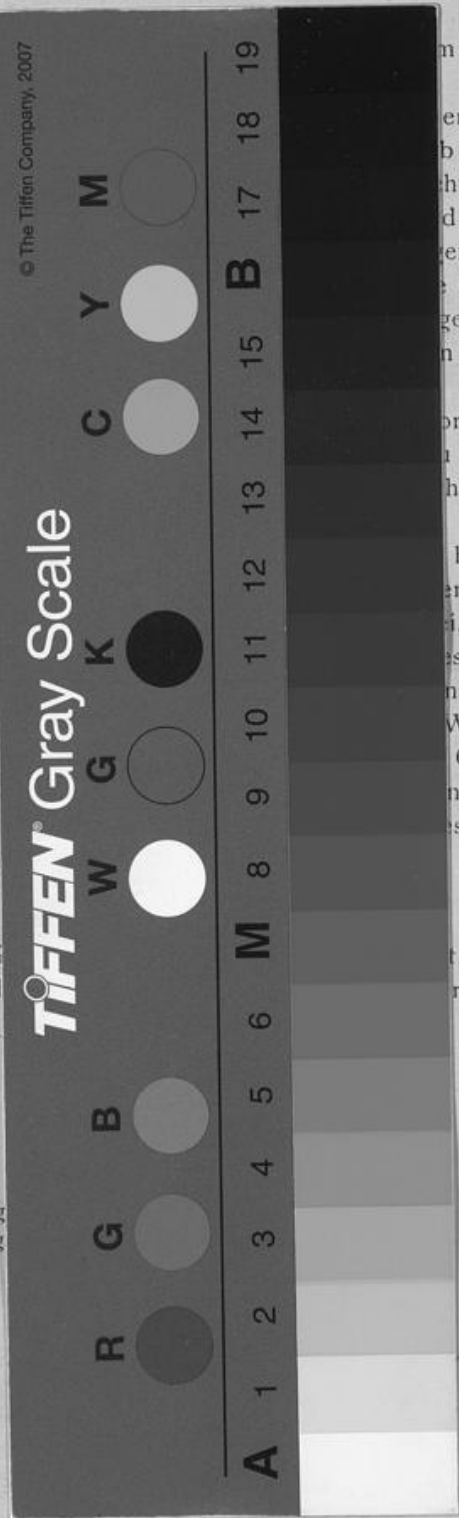 © The Tiffen Company, 2007
TIFFEN® Gray Scale
R G B W G K C Y M
A 1 2 3 4 5 6 M 8 9 10 11 12 13 14 15 B 17 18 19